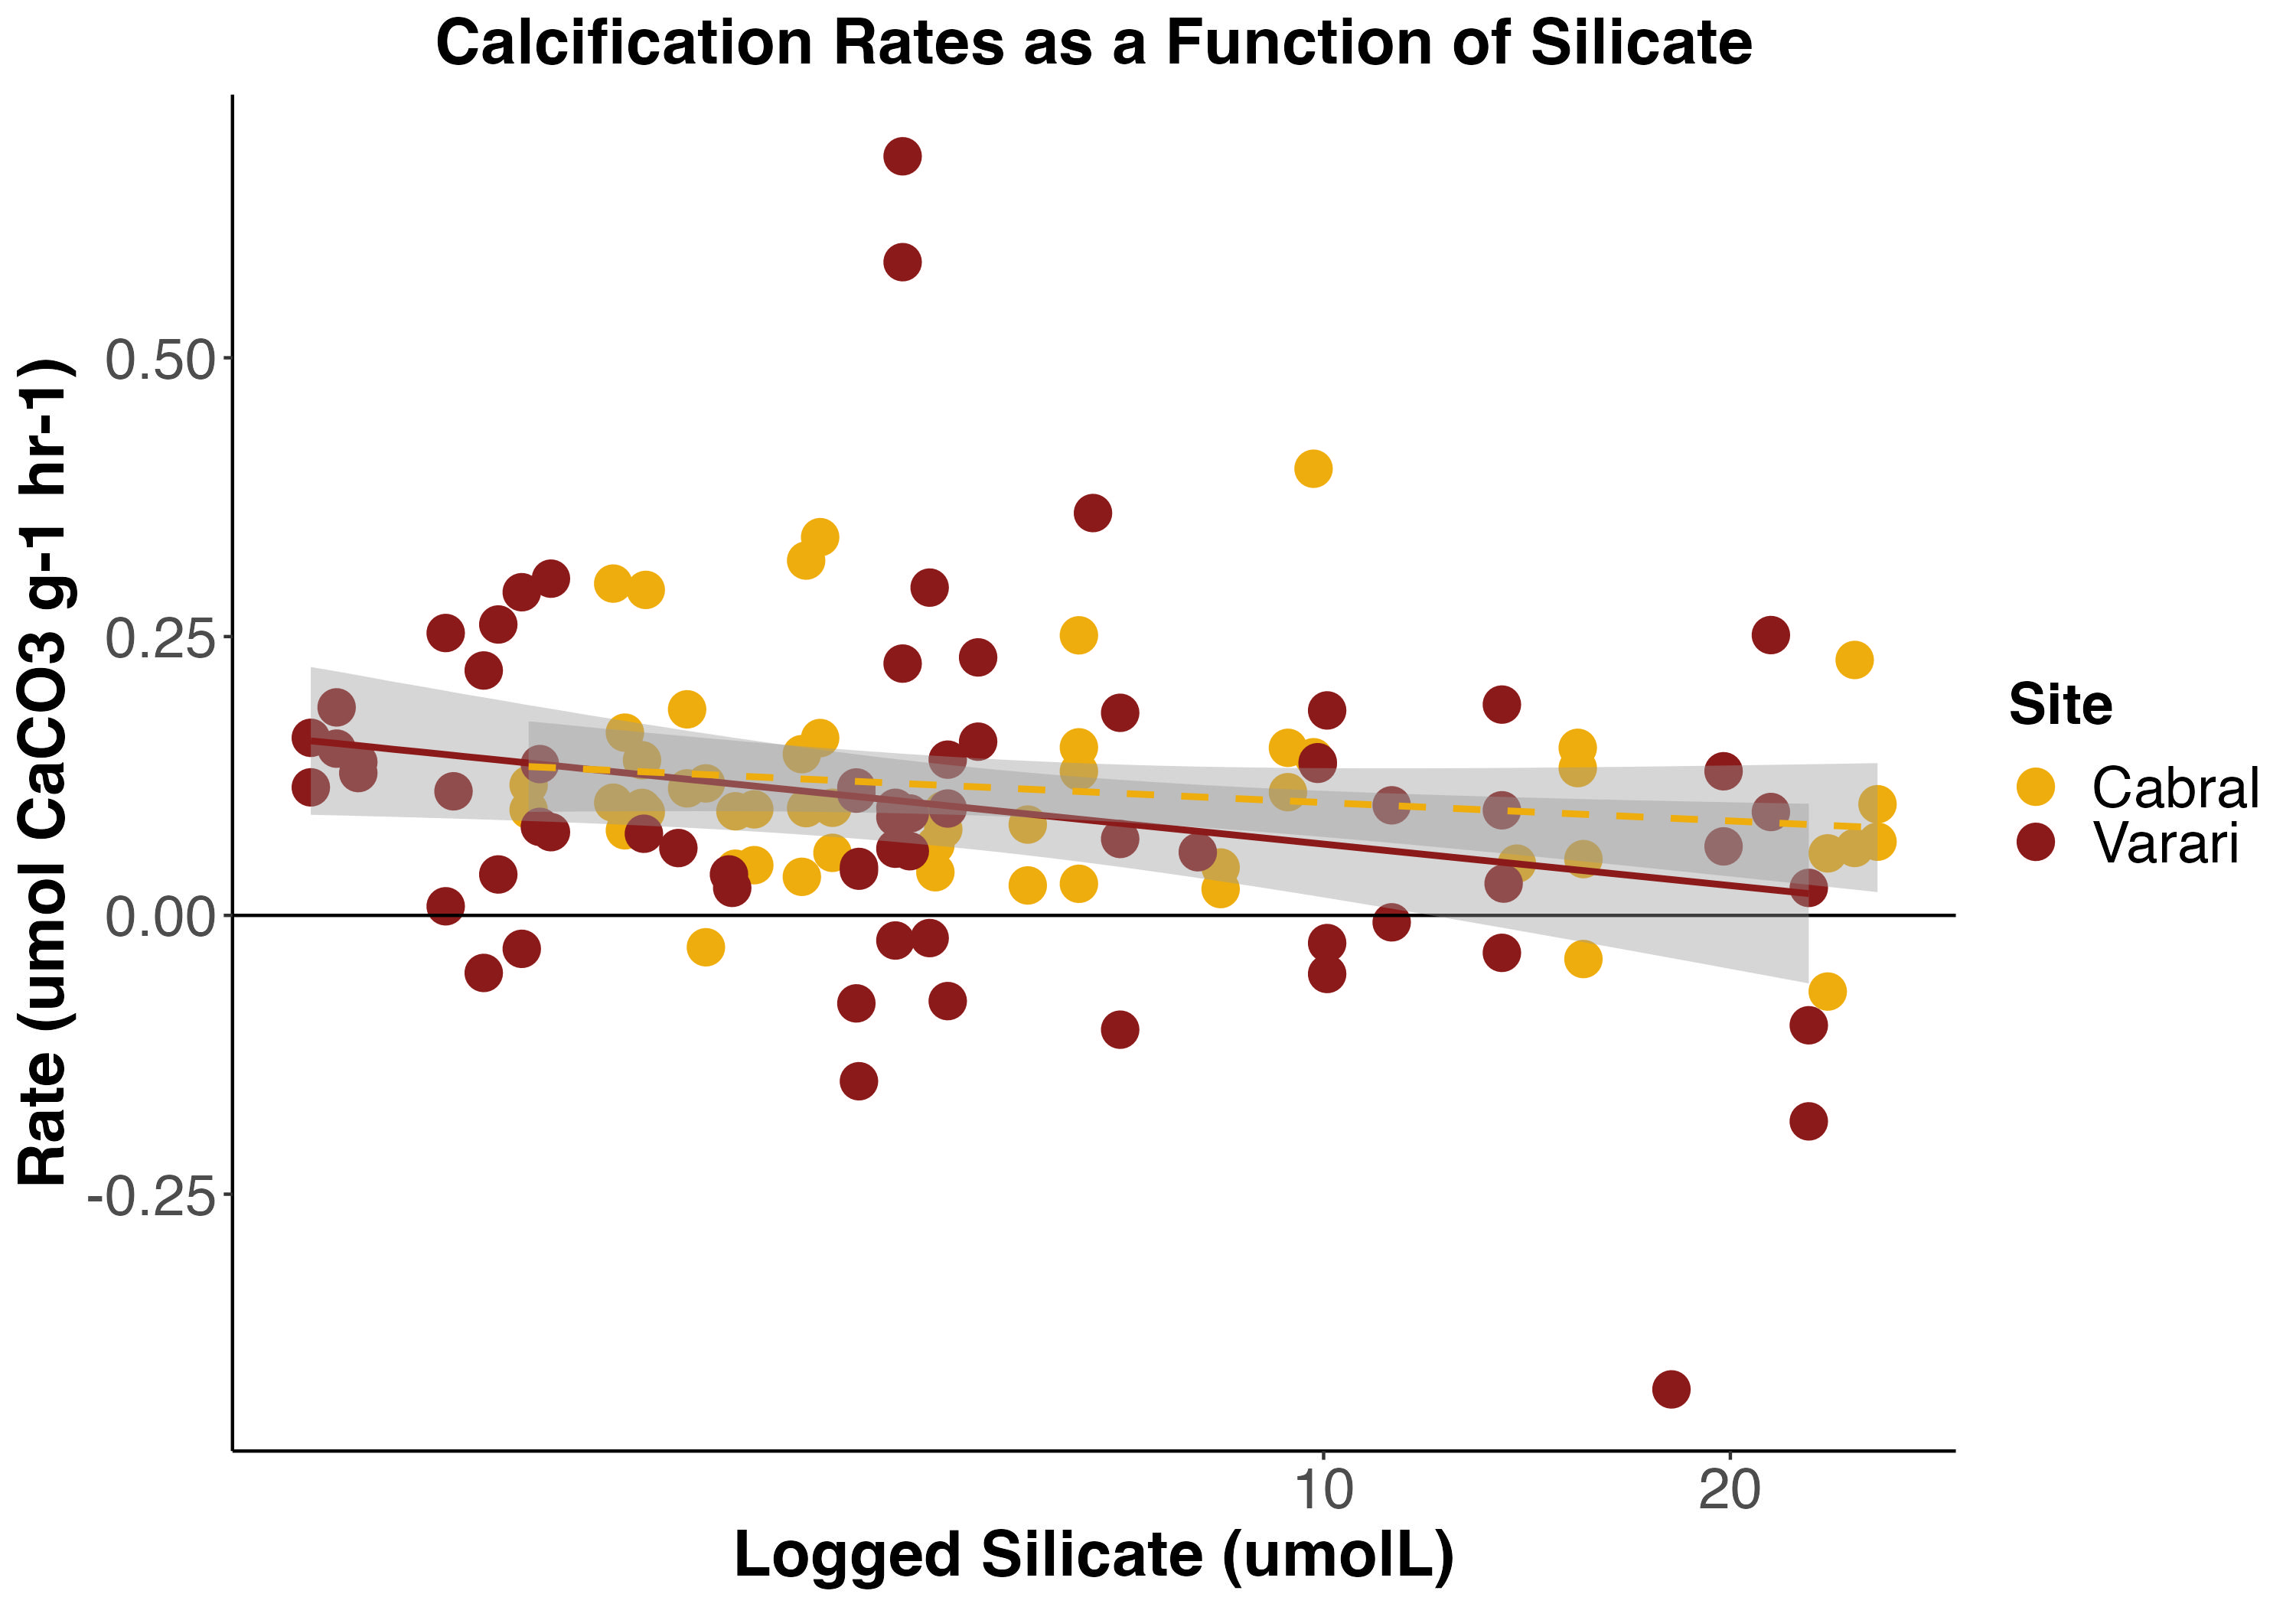 Calcification Rates as a Function of Silicate
Rate (umol CaCO3 g-1 hr-1)
0.50
0.25
0.00
-0.25
10
20
Logged Silicate (umolL)
Site
Cabral
Varari